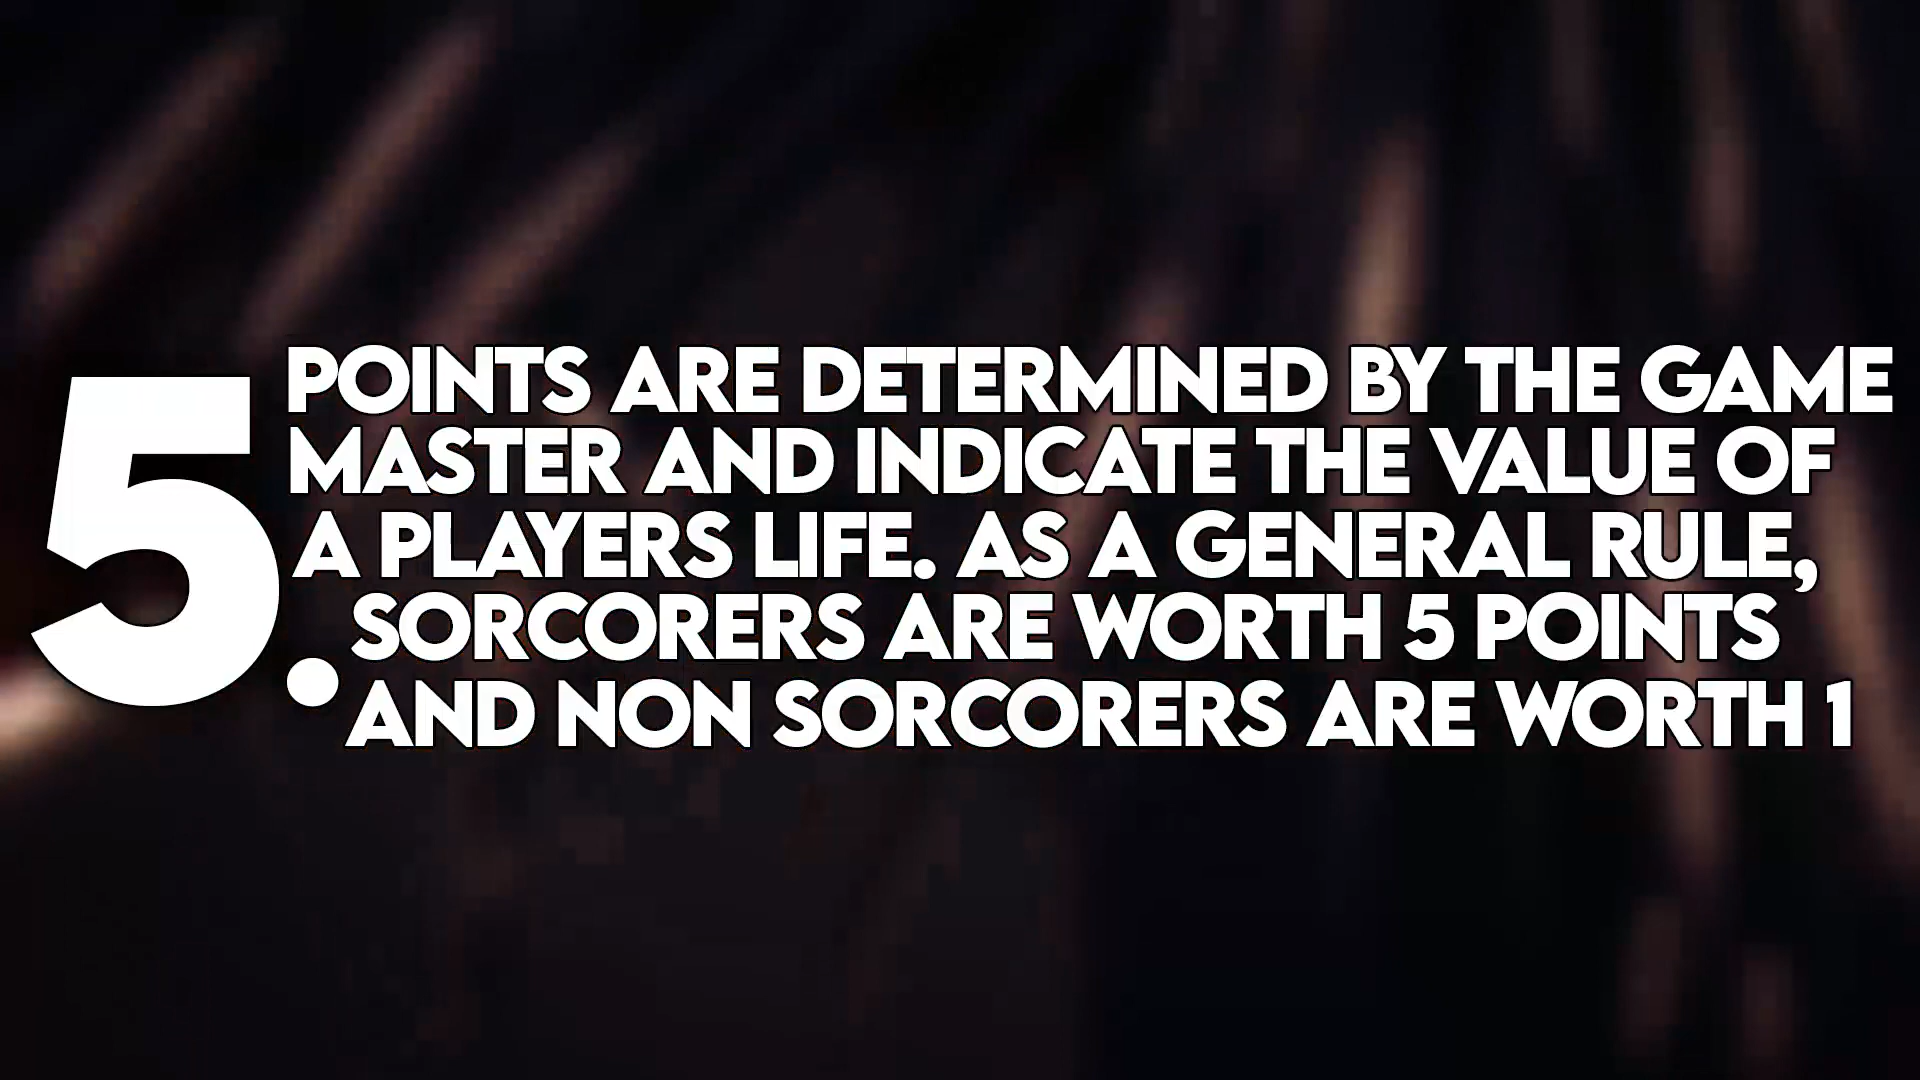 5. POINTS ARE DETERMINED BY THE GAME
MASTER AND INDICATE THE VALUE OF
A PLAYERS LIFE. AS A GENERAL RULE,
SORCORERS ARE WORTH 5 POINTS
AND NON SORCORERS ARE WORTH 1